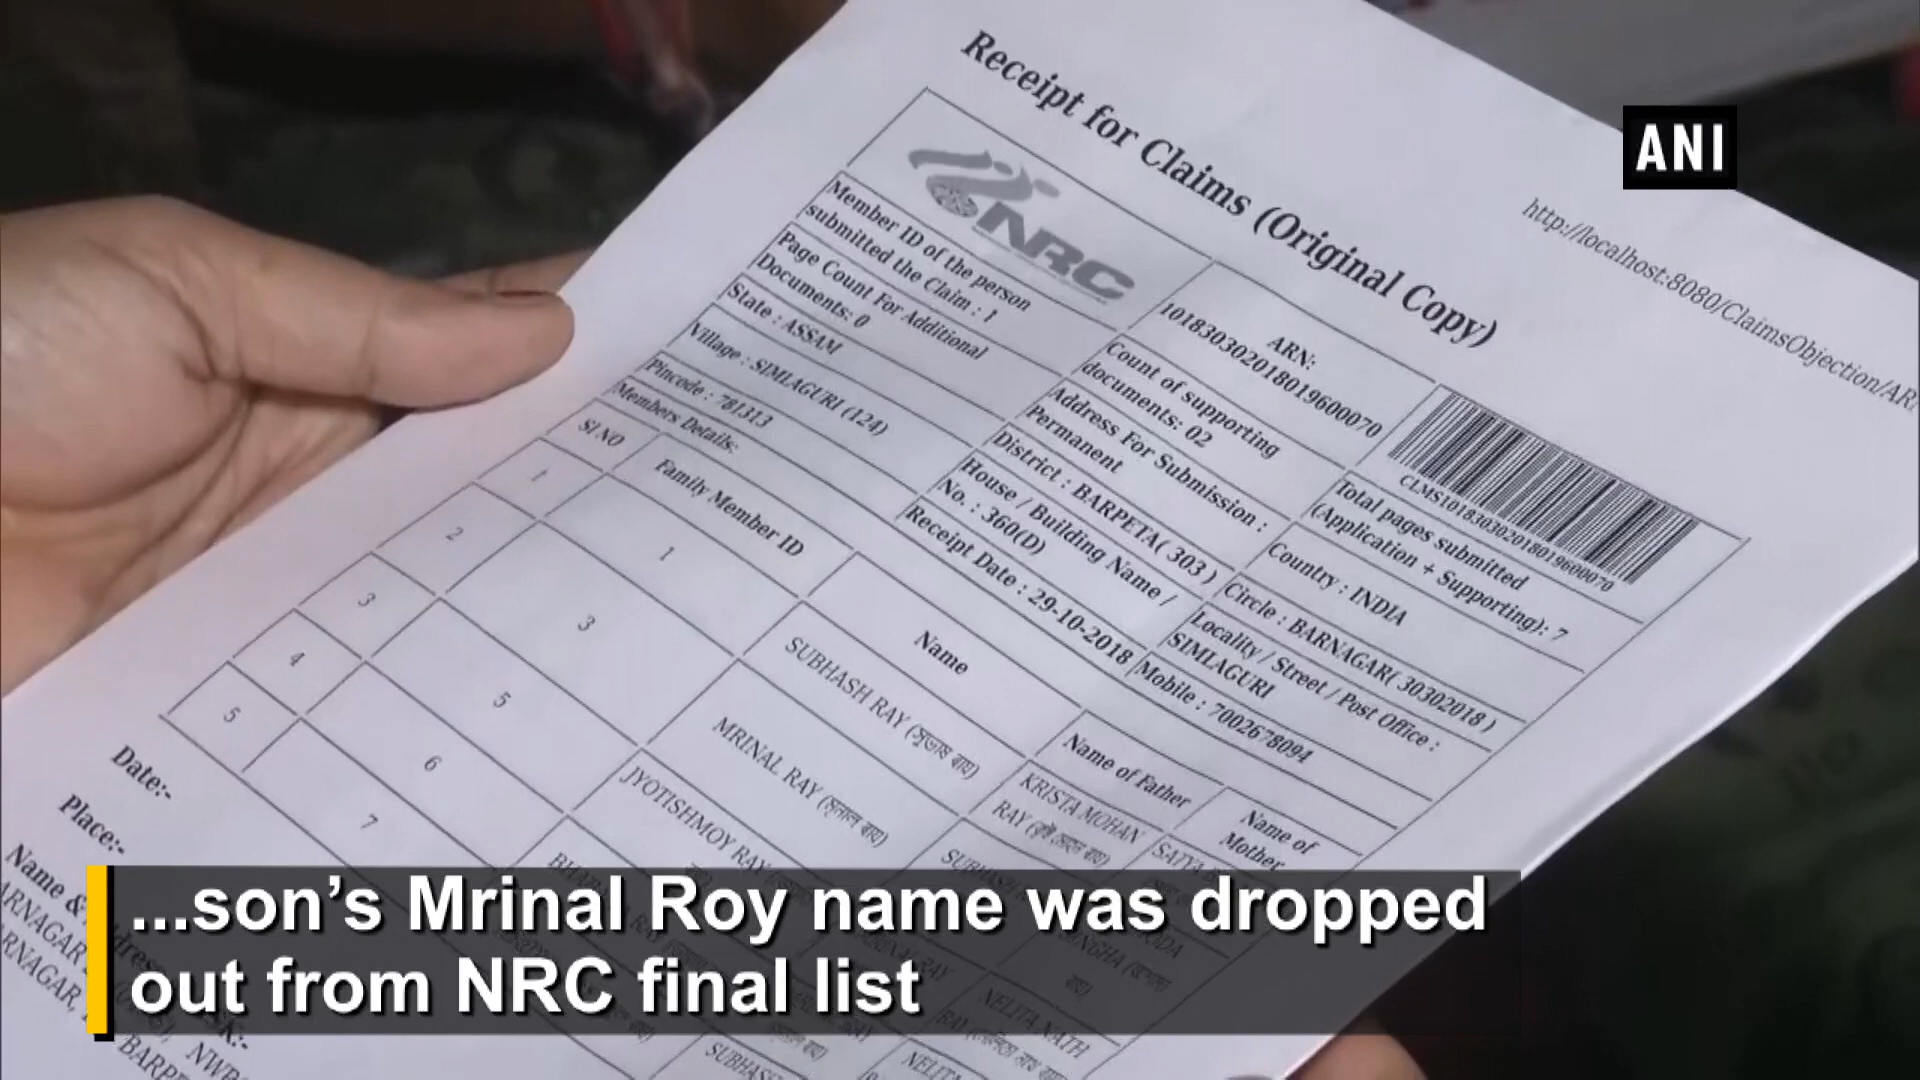 ANI
http://localhost:8080/ClaimsObjection/AR
Receipt for Claims (Original Copy)
NRC
ARN:
101830302018019600070
CLMS101830302018019600070
Member ID of the person
submitted the Claim : 1
Count of supporting
documents: 02
Total pages submitted
(Application + Supporting): 7
Page Count For Additional
Documents: 0
Address For Submission :
Permanent
Country : INDIA
State : ASSAM
District : BARPETA( 303 )
Circle : BARNAGAR( 30302018 )
Village : SIMLAGURI (124)
House / Building Name /
No. : 360(D)
Locality / Street / Post Office :
SIMLAGURI
Pincode : 781313
Receipt Date : 29-10-2018
Mobile : 7002678094
Members Details:
Sl NO
Family Member ID
Name
Name of Father
Name of
Mother
1
1
SUBHASH RAY (সুভাষ ৰায়)
KRISTA MOHAN
RAY
SATYA
2
3
MRINAL RAY (মৃনাল ৰায়)
3
5
JYOTISHMOY RAY
4
6
5
7
NELITA NATH
Date:-
Place:-
Name &
...son's Mrinal Roy name was dropped
out from NRC final list